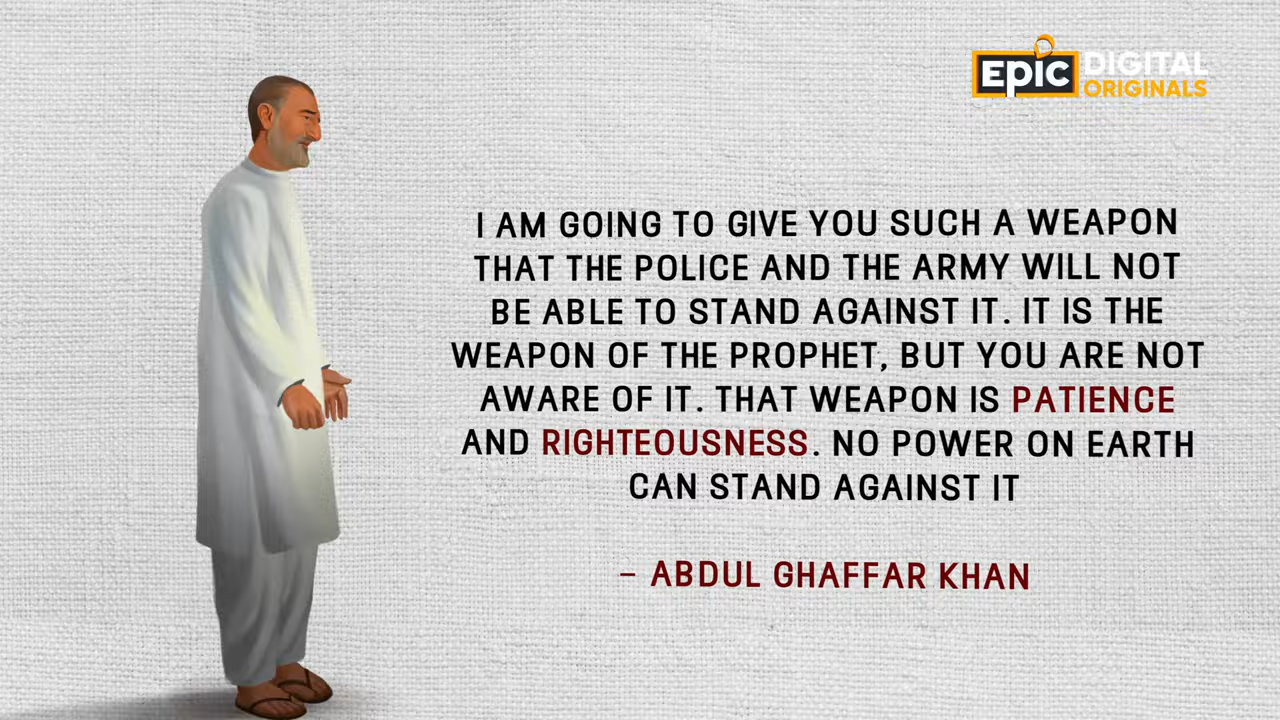 EPIC DIGITAL
ORIGINALS
I AM GOING TO GIVE YOU SUCH A WEAPON
THAT THE POLICE AND THE ARMY WILL NOT
BE ABLE TO STAND AGAINST IT. IT IS THE
WEAPON OF THE PROPHET, BUT YOU ARE NOT
AWARE OF IT. THAT WEAPON IS PATIENCE
AND RIGHTEOUSNESS. NO POWER ON EARTH
CAN STAND AGAINST IT
– ABDUL GHAFFAR KHAN